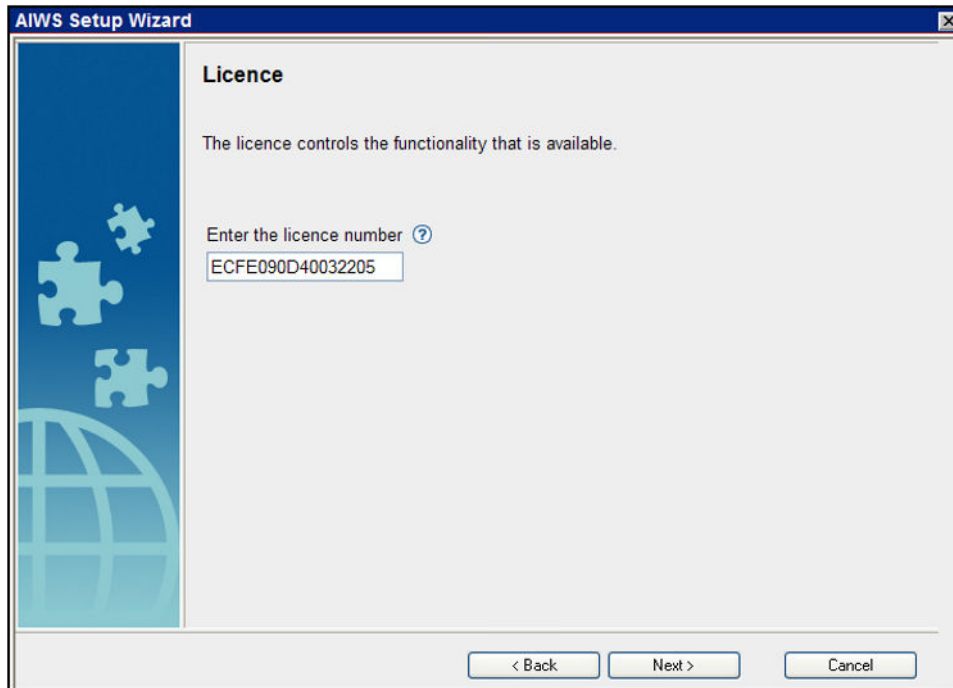 AIWS Setup Wizard
Licence
The licence controls the functionality that is available.
Enter the licence number ?
ECFE090D40032205
< Back Next > Cancel